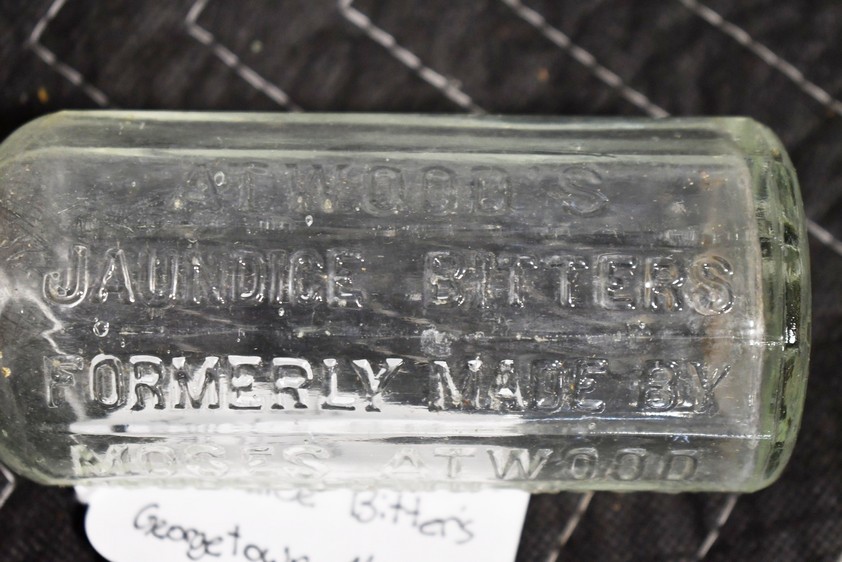 ATWOOD'S
JAUNDICE BITTERS
FORMERLY MADE BY
MOSES ATWOOD
Bitters
Georgetown